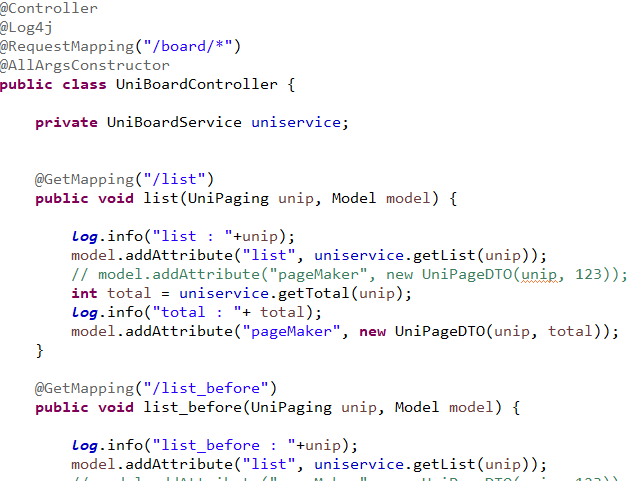 @Controller
@Log4j
@RequestMapping("/board/*")
@AllArgsConstructor
public class UniBoardController {
private UniBoardService uniservice;
@GetMapping("/list")
public void list(UniPaging unip, Model model) {
log.info("list : "+unip);
model.addAttribute("list", uniservice.getList(unip));
// model.addAttribute("pageMaker", new UniPageDTO(unip, 123));
int total = uniservice.getTotal(unip);
log.info("total : "+ total);
model.addAttribute("pageMaker", new UniPageDTO(unip, total));
}
@GetMapping("/list_before")
public void list_before(UniPaging unip, Model model) {
log.info("list_before : "+unip);
model.addAttribute("list", uniservice.getList(unip));